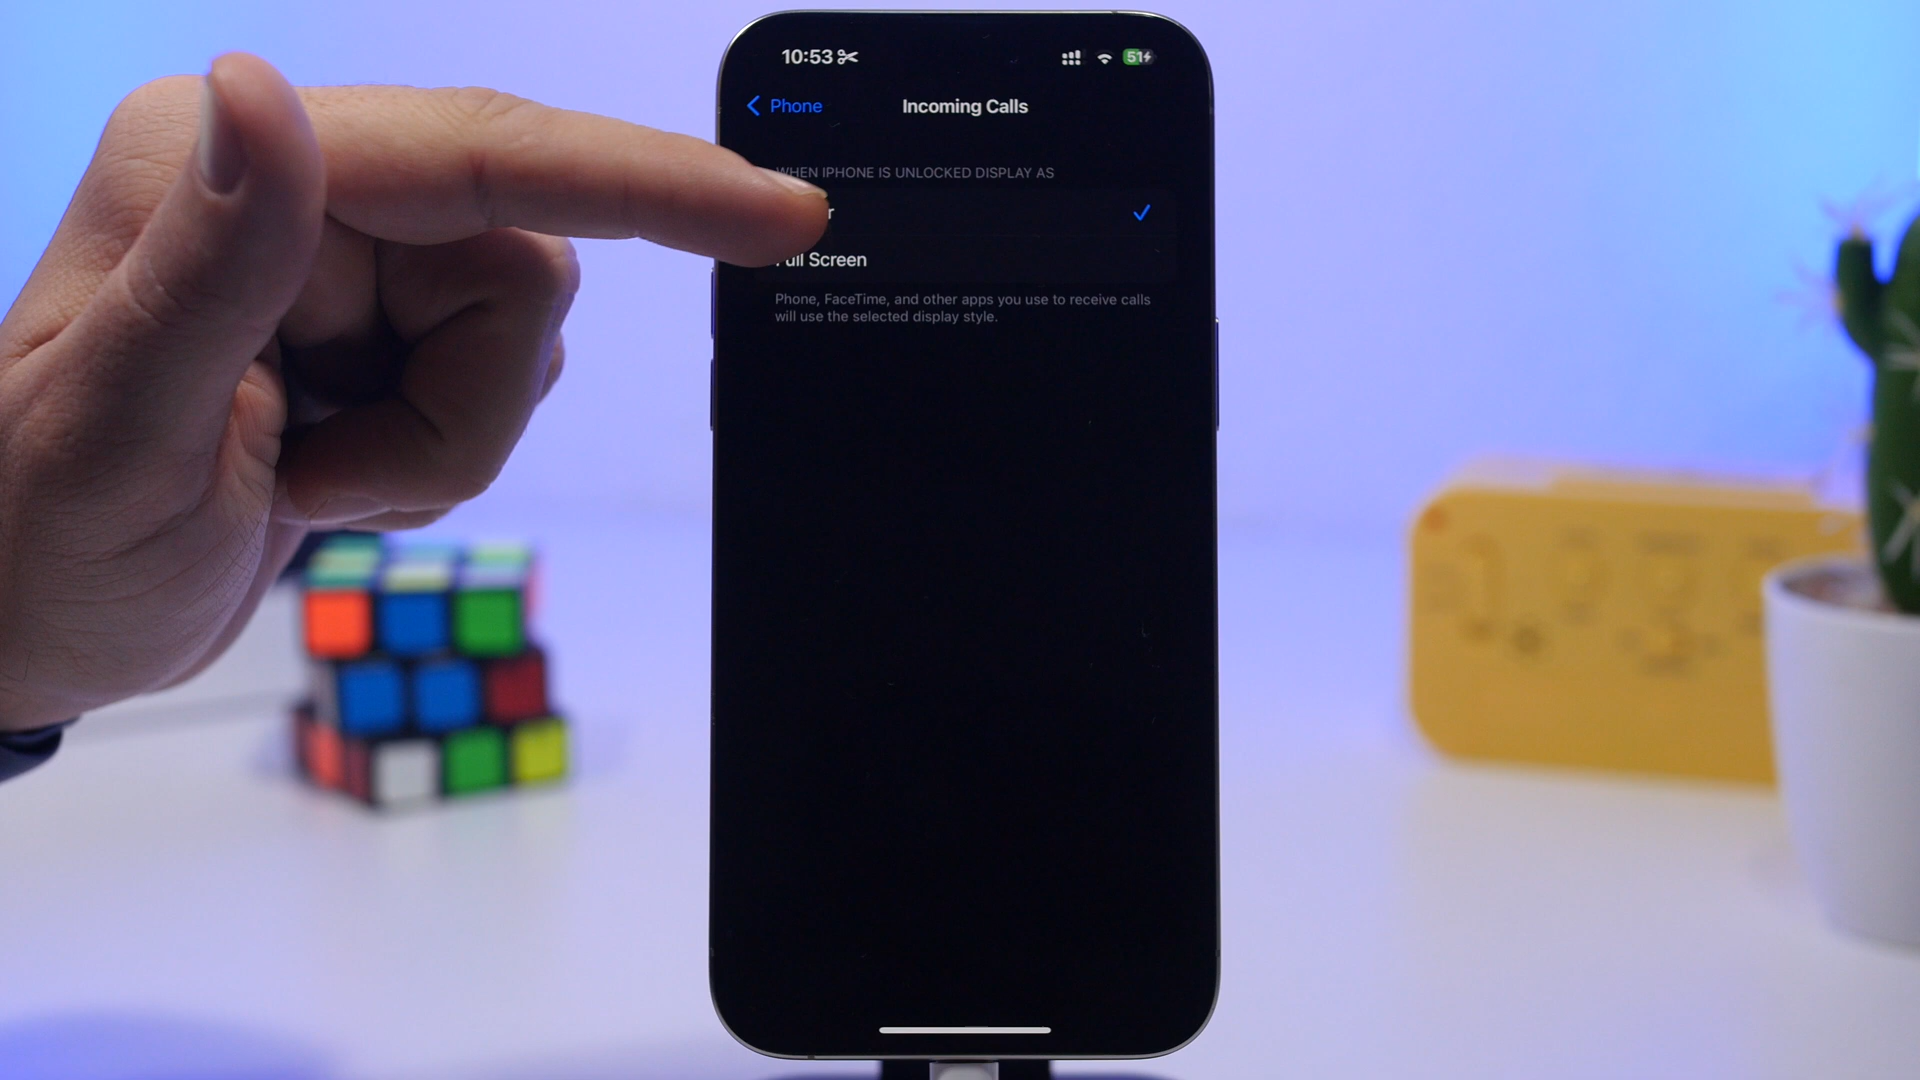 10:53
51
Phone
Incoming Calls
WHEN IPHONE IS UNLOCKED DISPLAY AS
r
Full Screen
Phone, FaceTime, and other apps you use to receive calls
will use the selected display style.